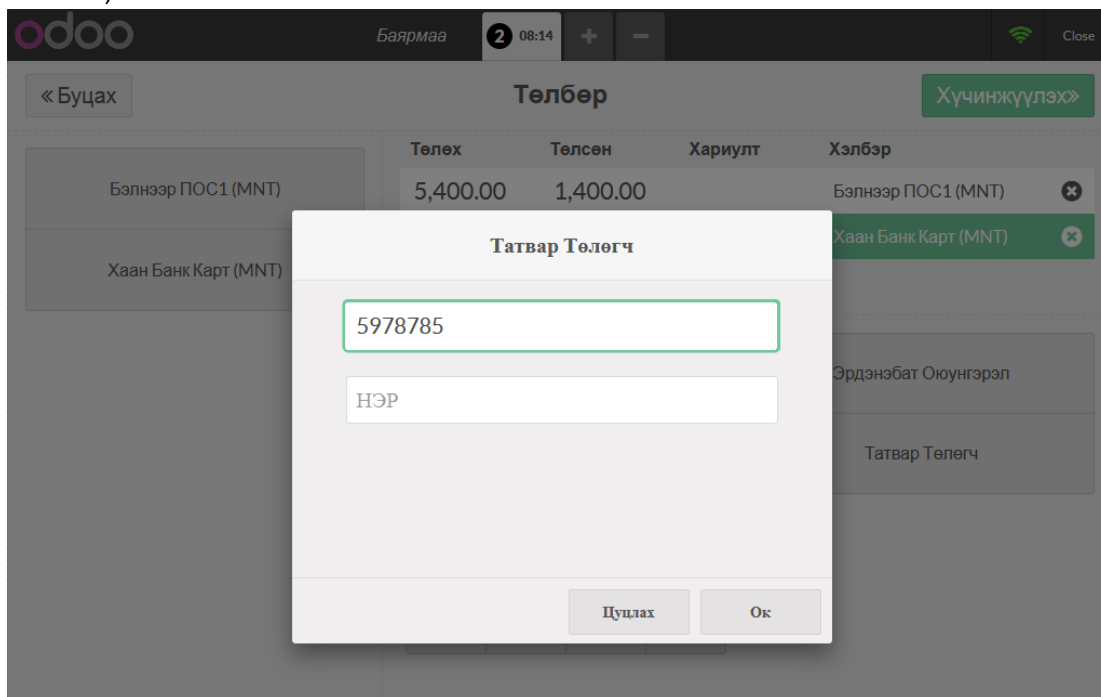 odoo Баярмаа 2 08:14 + − Close
« Буцах Төлбөр Хүчинжүүлэх»
Төлөх Төлсөн Хариулт Хэлбэр
Бэлнээр ПОС1 (MNT) 5,400.00 1,400.00 Бэлнээр ПОС1 (MNT)
Хаан Банк Карт (MNT)
Татвар Төлөгч
Хаан Банк Карт (MNT)
5978785
Эрдэнэбат Оюунгэрэл
НЭР
Татвар Төлөгч
Цуцлах Ок